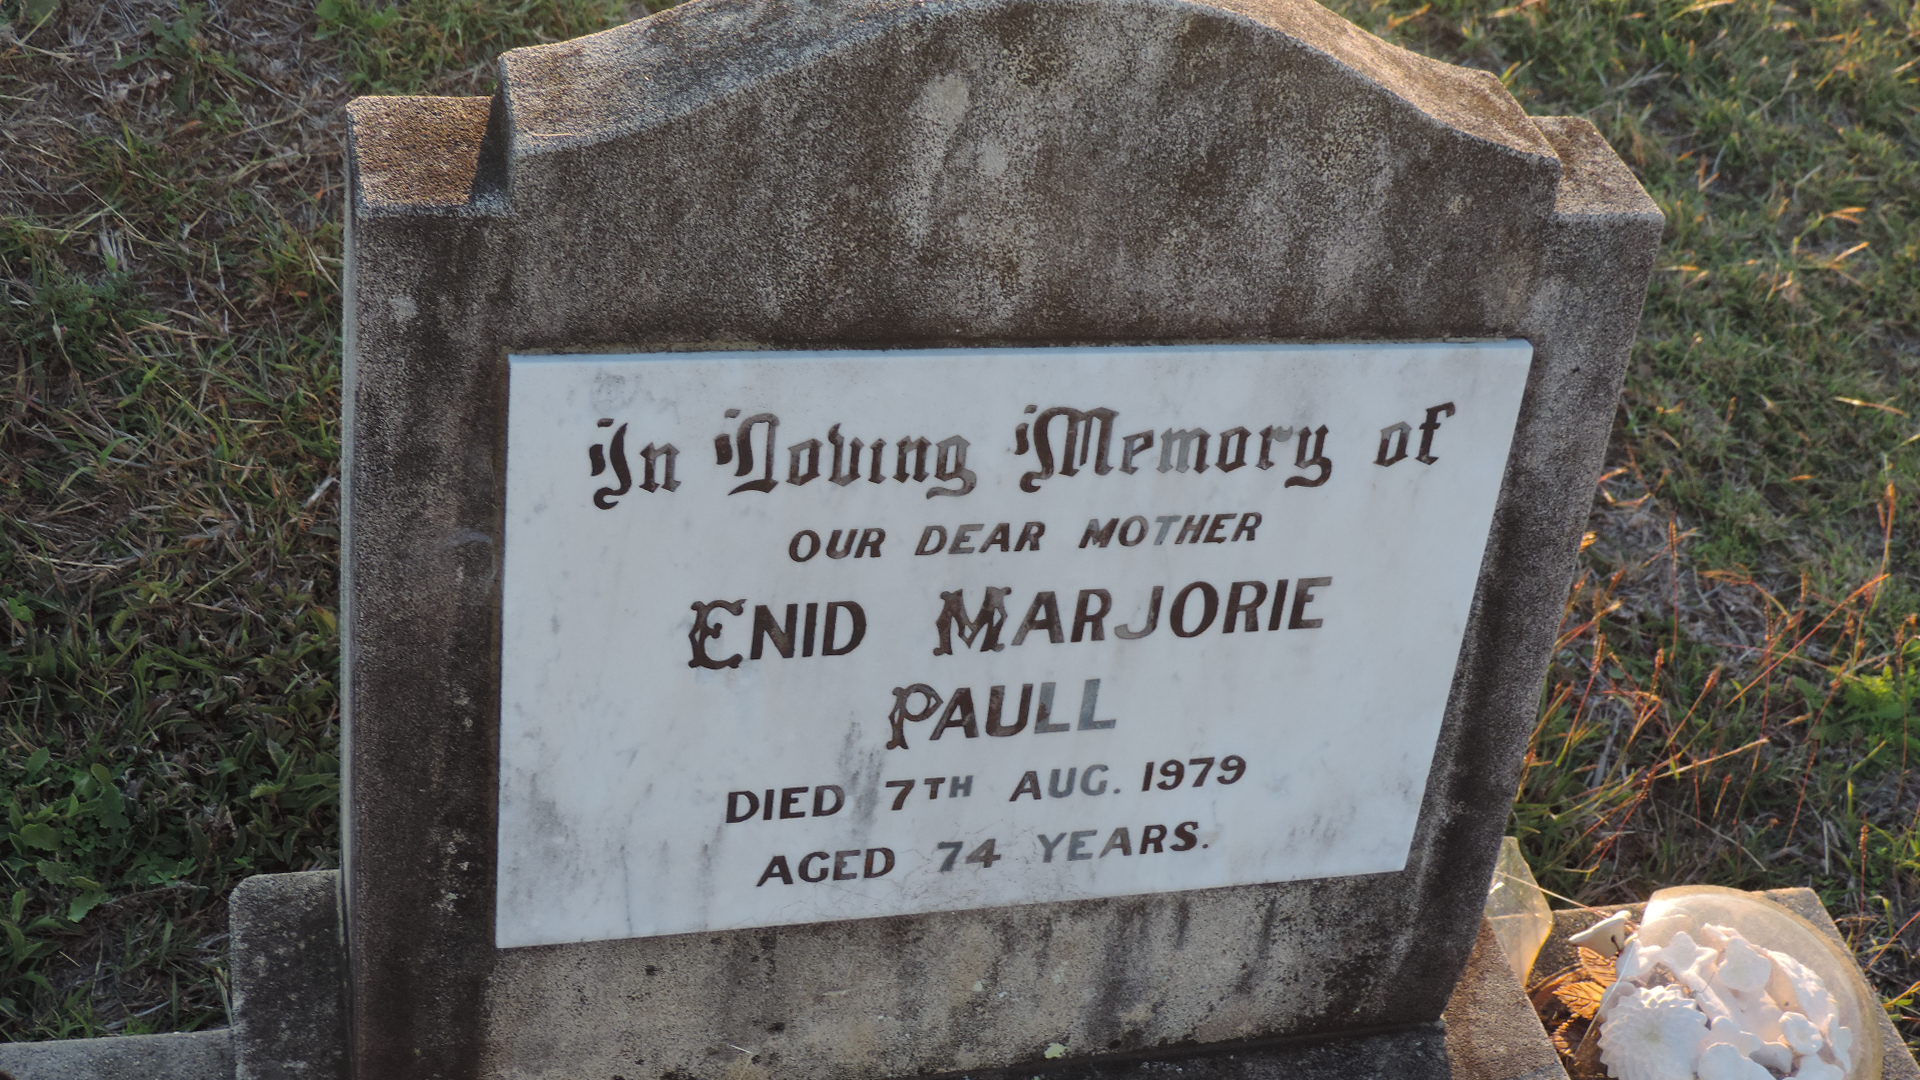 In Loving Memory of
OUR DEAR MOTHER
ENID MARJORIE
PAULL
DIED 7TH AUG. 1979
AGED 74 YEARS.